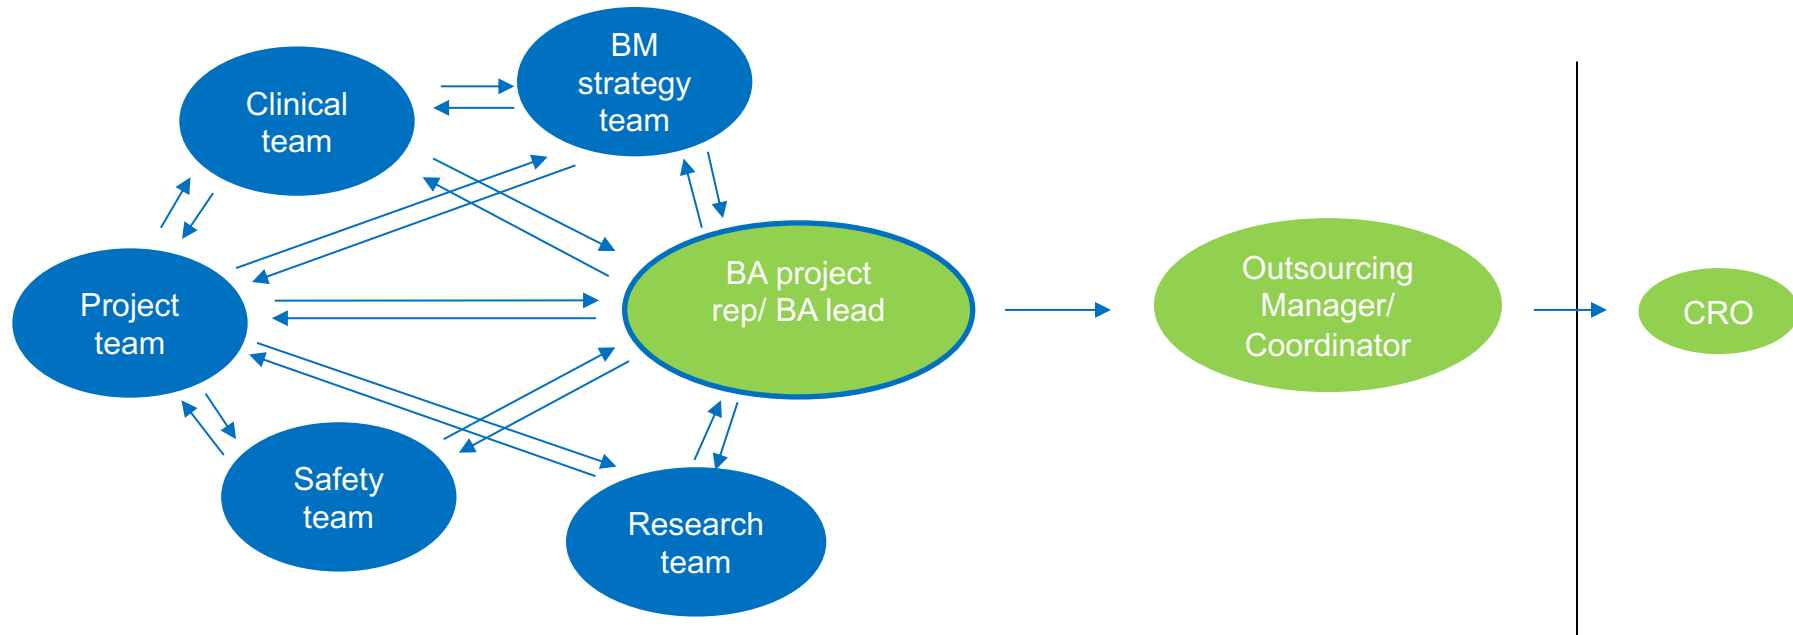 BM
strategy
team
Clinical
team
BA project
rep/ BA lead
Outsourcing
Manager/
Coordinator
CRO
Project
team
Safety
team
Research
team